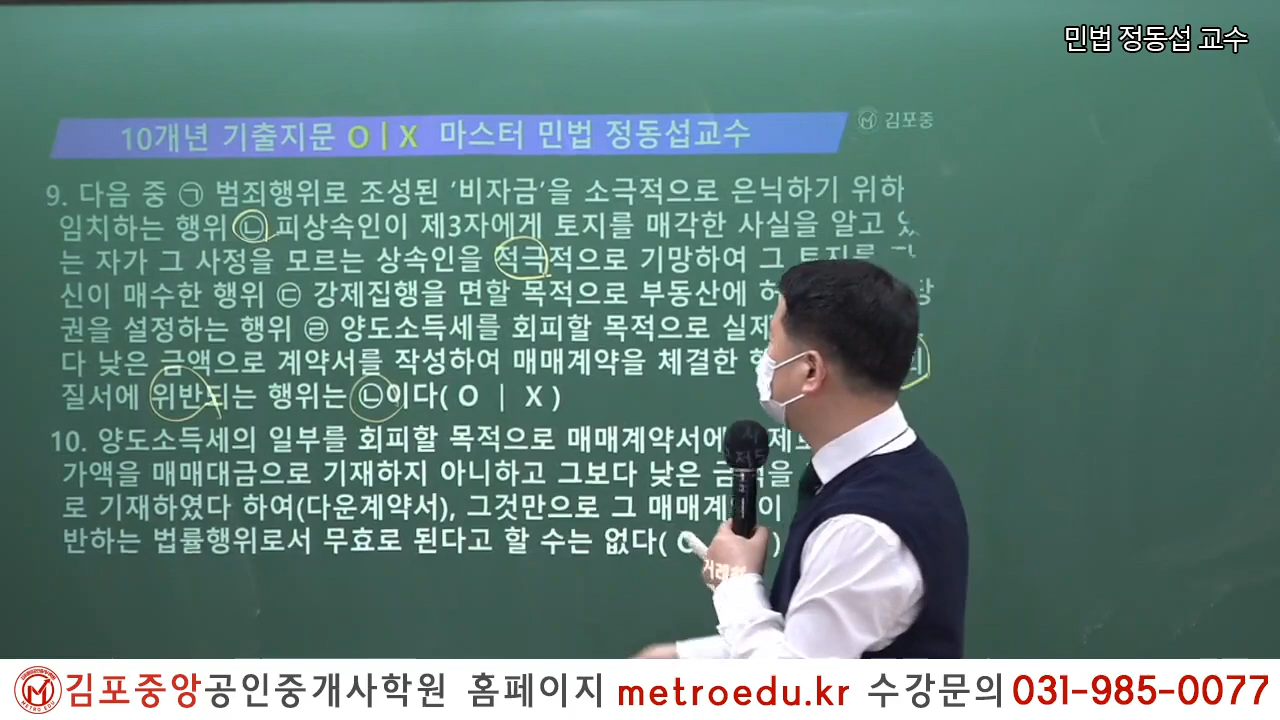 민법 정동섭 교수
10개년 기출지문 O | X 마스터 민법 정동섭교수
김포중
9. 다음 중 ㉠ 범죄행위로 조성된 '비자금'을 소극적으로 은닉하기 위하
임치하는 행위 ㉡ 피상속인이 제3자에게 토지를 매각한 사실을 알고
는 자가 그 사정을 모르는 상속인을 적극적으로 기망하여 그 토지를
신이 매수한 행위 ㉢ 강제집행을 면할 목적으로 부동산에
권을 설정하는 행위 ㉣ 양도소득세를 회피할 목적으로
다 낮은 금액으로 계약서를 작성하여 매매계약을 체결한
질서에 위반되는 행위는 ㉡이다( O | X )
10. 양도소득세의 일부를 회피할 목적으로 매매계약서에
가액을 매매대금으로 기재하지 아니하고 그보다 낮은 금액을
로 기재하였다 하여(다운계약서), 그것만으로 그 매매계약이
반하는 법률행위로서 무효로 된다고 할 수는 없다( O )
김포중앙공인중개사학원 홈페이지 metroedu.kr 수강문의 031-985-0077
METRO EDU